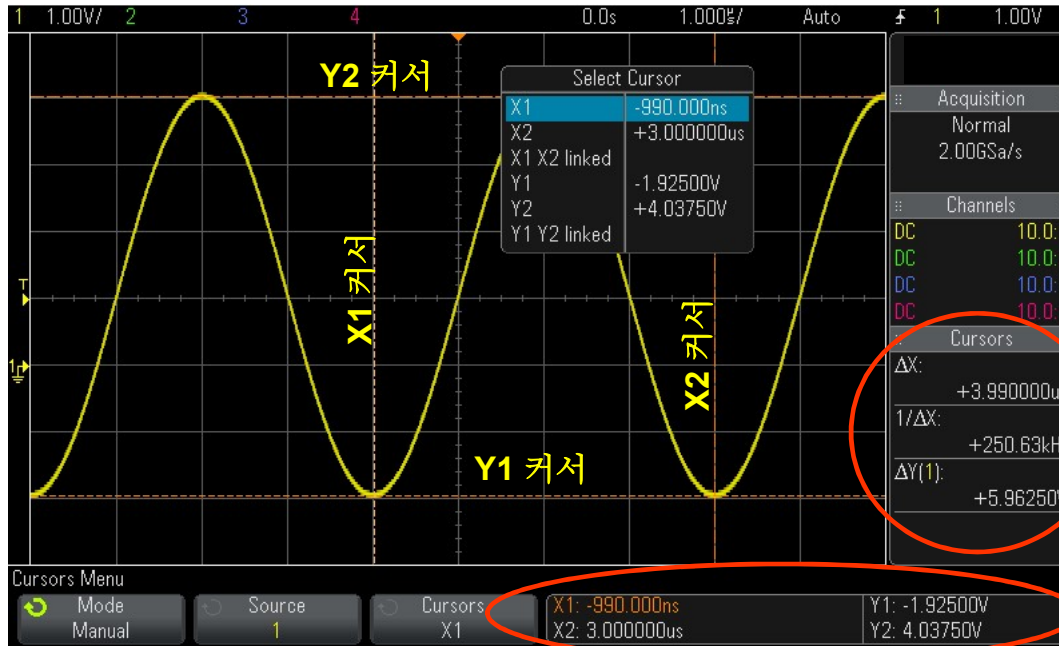 1 1.00V/ 2 3 4 0.0s 1.000㎲/ Auto 1 1.00V
Y2 커서
Select Cursor
X1 -990.000ns
X2 +3.000000us
X1 X2 linked
Y1 -1.92500V
Y2 +4.03750V
Y1 Y2 linked
X1 커서
X2 커서
Y1 커서
T
1
Acquisition
Normal
2.00GSa/s
Channels
DC 10.0:
DC 10.0:
DC 10.0:
DC 10.0:
Cursors
ΔX:
+3.990000u
1/ΔX:
+250.63kH
ΔY(1):
+5.96250V
Cursors Menu
Mode
Manual
Source
1
Cursors
X1
X1: -990.000ns
X2: 3.000000us
Y1: -1.92500V
Y2: 4.03750V